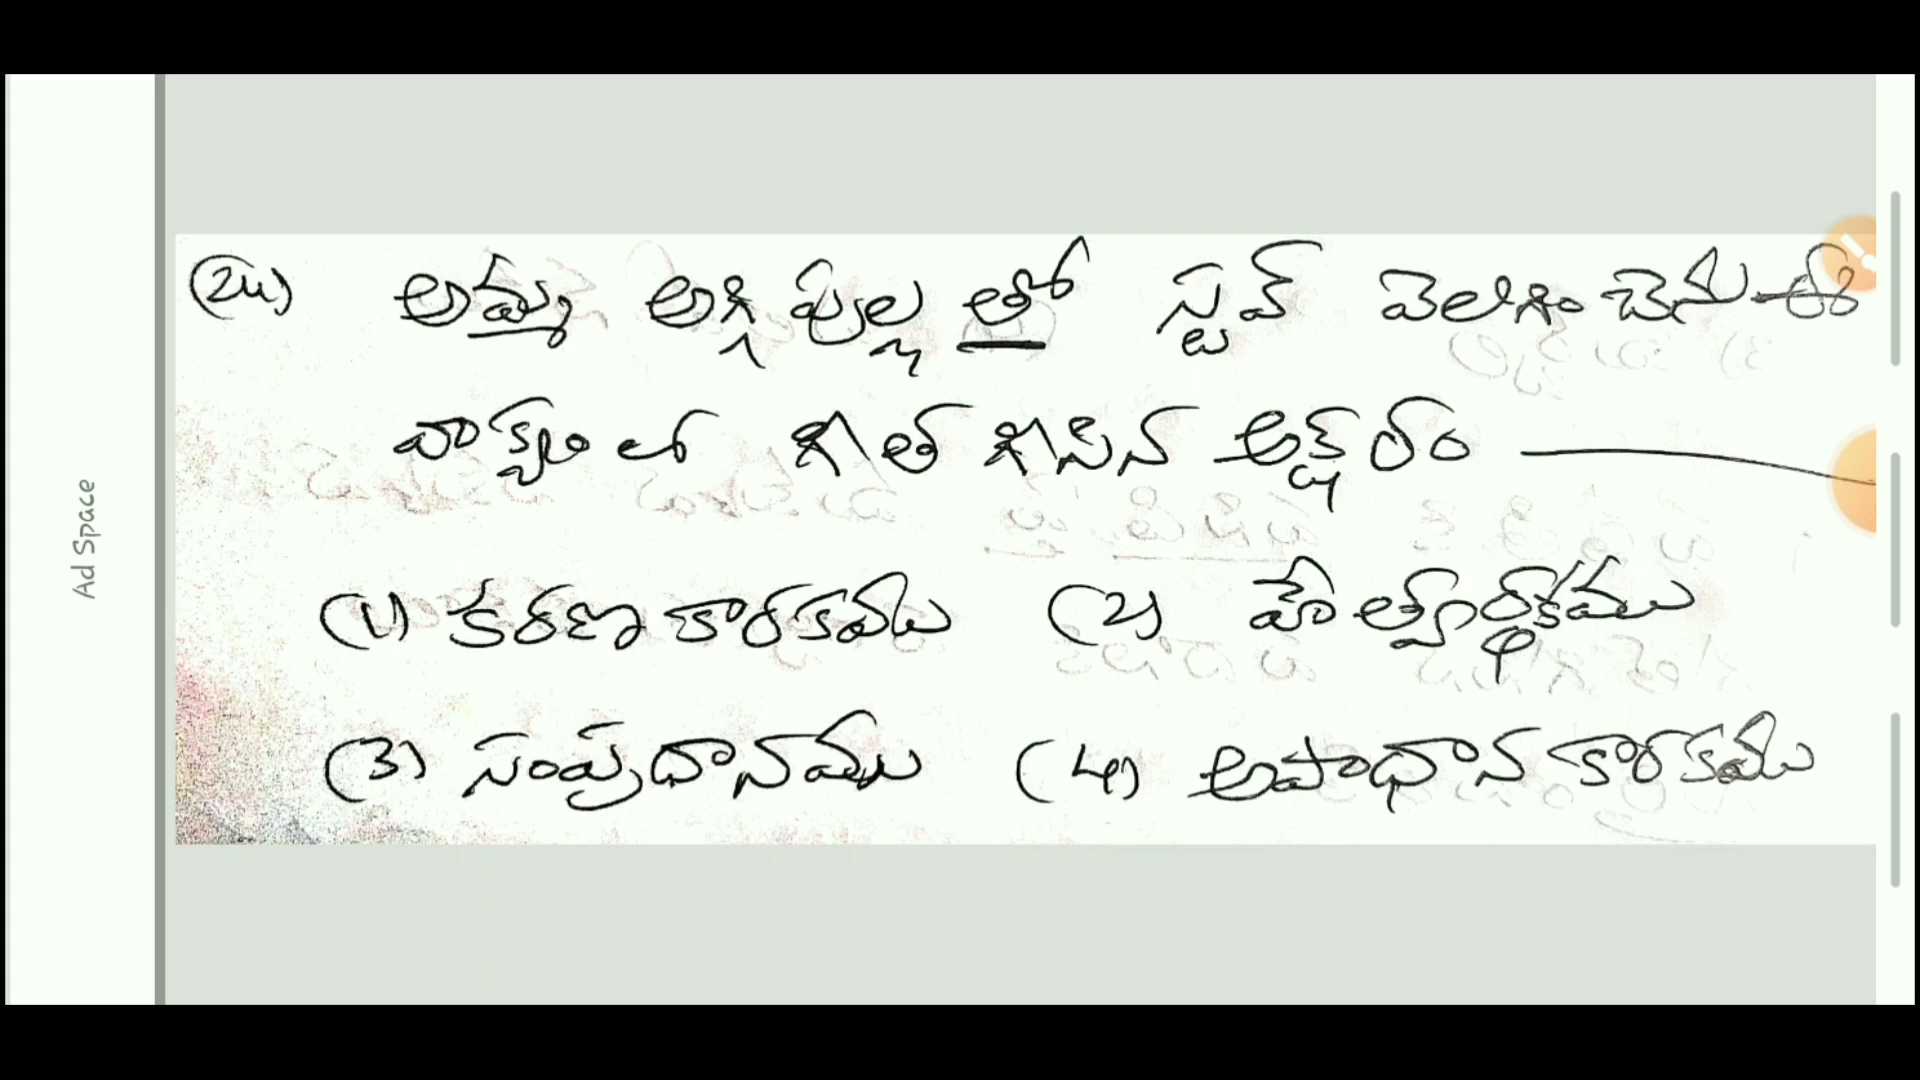 Ad Space
(24) అమ్మ అగ్గిపుల్ల తో స్టవ్ వెలిగించెను-ఈ
వాక్యంలో గీత గీసిన అక్షరం ———
(1) కరణ కారకము (2) హేత్వర్థకము
(3) సంప్రదానము (4) అపాదాన కారకము